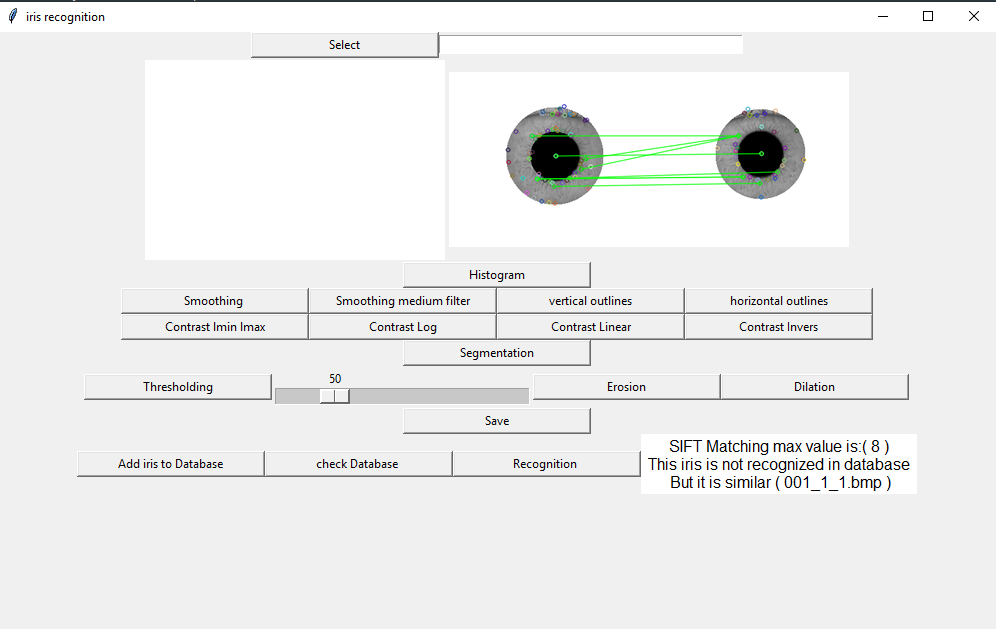 iris recognition
Select
Histogram
Smoothing
Smoothing medium filter
vertical outlines
horizontal outlines
Contrast Imin Imax
Contrast Log
Contrast Linear
Contrast Invers
Segmentation
Thresholding
50
Erosion
Dilation
Save
Add iris to Database
check Database
Recognition
SIFT Matching max value is:( 8 )
This iris is not recognized in database
But it is similar ( 001_1_1.bmp )